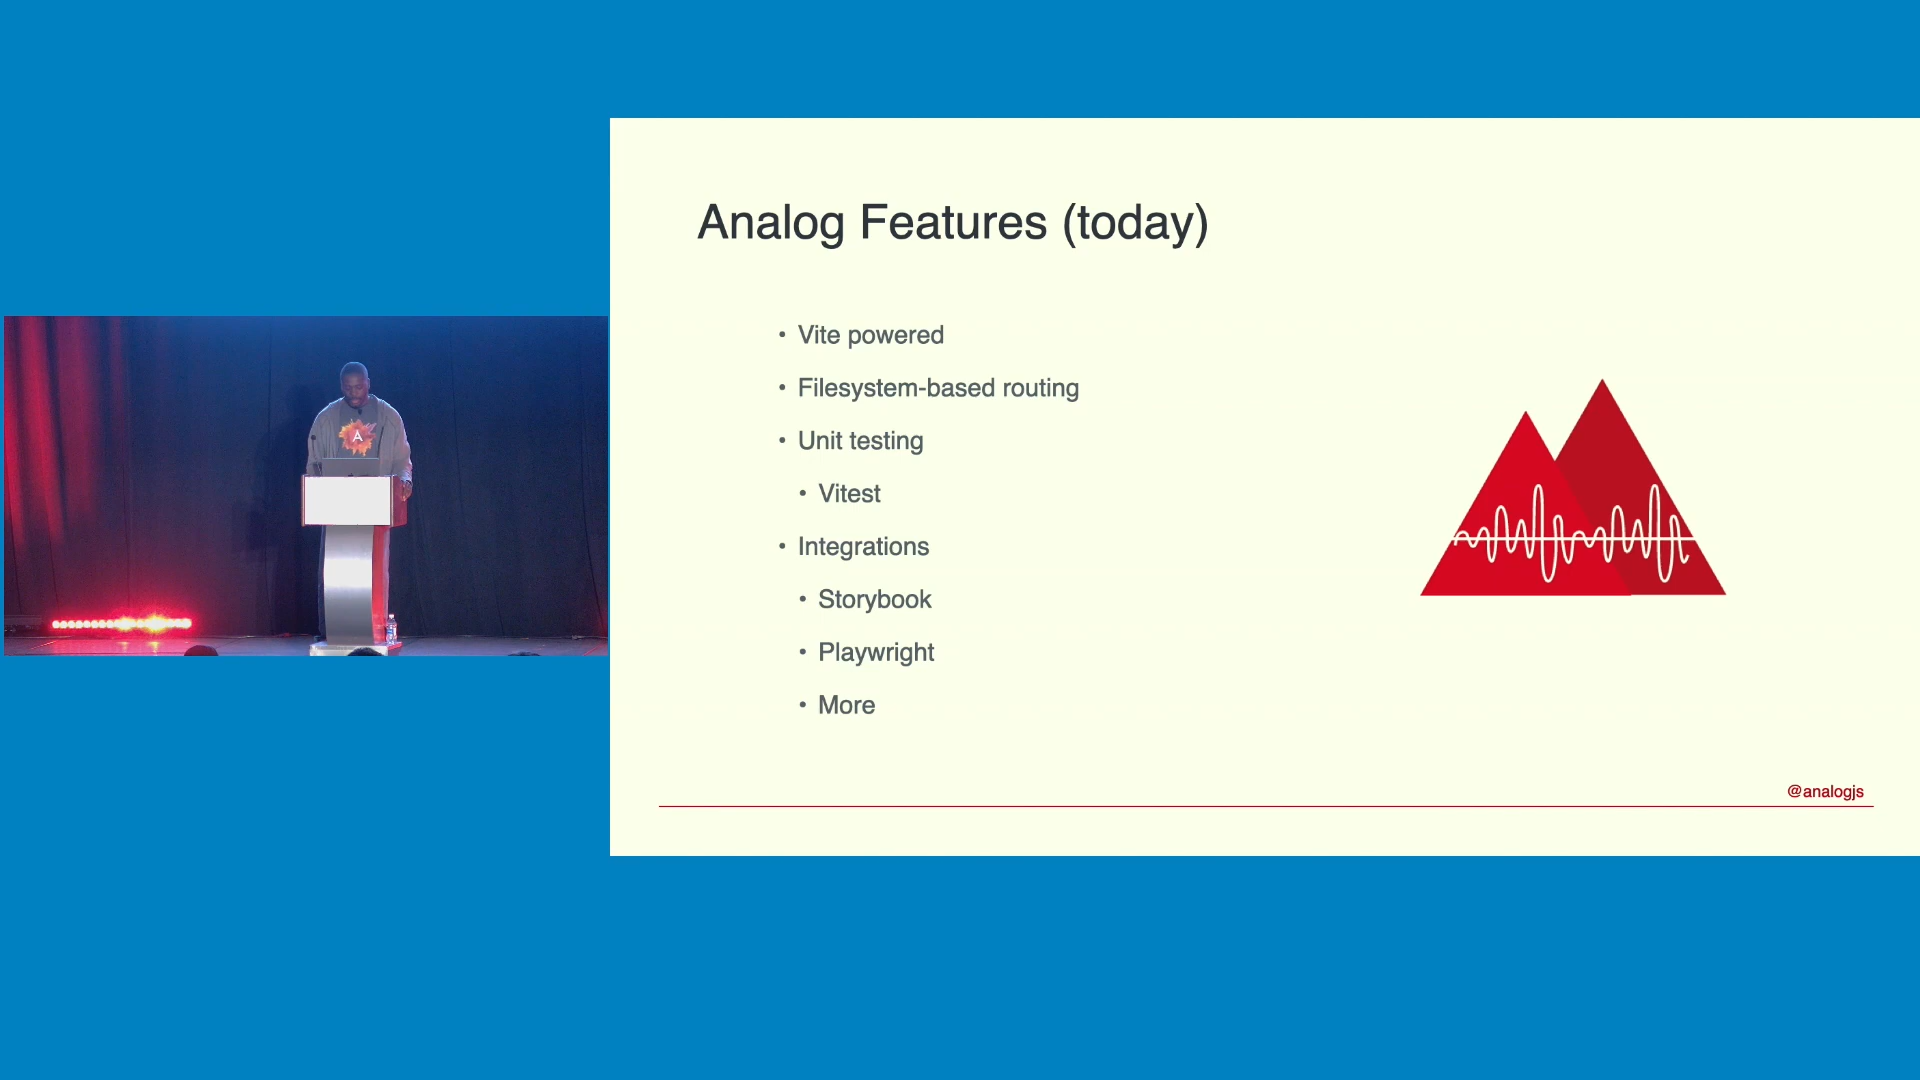 Analog Features (today)
• Vite powered
• Filesystem-based routing
• Unit testing
• Vitest
• Integrations
• Storybook
• Playwright
• More
@analogjs
A